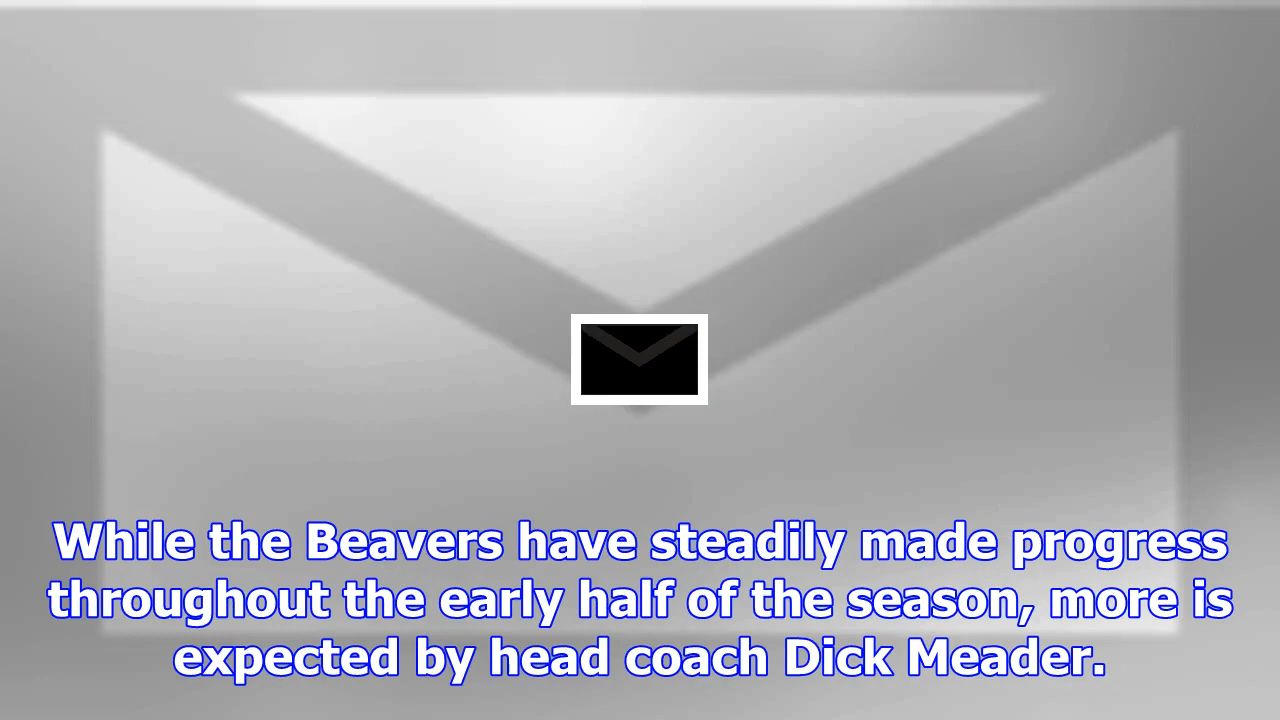 While the Beavers have steadily made progress
throughout the early half of the season, more is
expected by head coach Dick Meader.